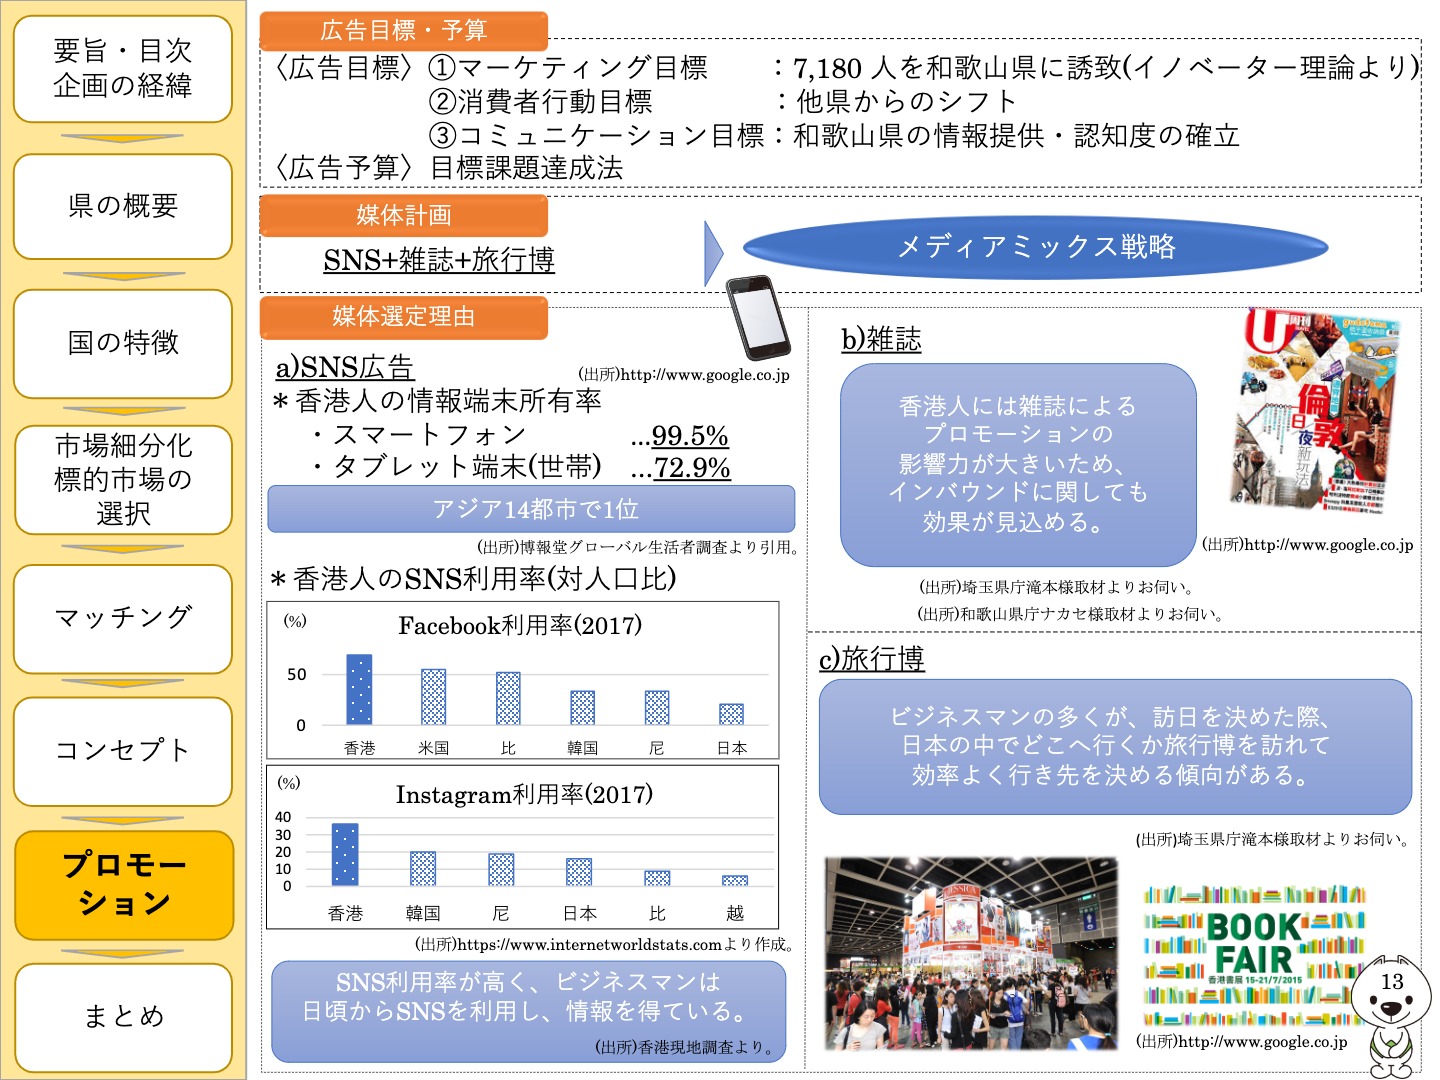 要旨・目次
企画の経緯
県の概要
国の特徴
市場細分化
標的市場の
選択
マッチング
コンセプト
プロモー
ション
まとめ
広告目標・予算
〈広告目標〉①マーケティング目標　　：7,180 人を和歌山県に誘致(イノベーター理論より)
②消費者行動目標　　　　：他県からのシフト
③コミュニケーション目標：和歌山県の情報提供・認知度の確立
〈広告予算〉目標課題達成法
媒体計画
SNS+雑誌+旅行博
メディアミックス戦略
媒体選定理由
a)SNS広告
(出所)http://www.google.co.jp
＊香港人の情報端末所有率
・スマートフォン　　　…99.5%
・タブレット端末(世帯)　…72.9%
アジア14都市で1位
(出所)博報堂グローバル生活者調査より引用。
＊香港人のSNS利用率(対人口比)
(%)
Facebook利用率(2017)
50
0
香港 米国 比 韓国 尼 日本
(%)
Instagram利用率(2017)
40
30
20
10
0
香港 韓国 尼 日本 比 越
(出所)https://www.internetworldstats.comより作成。
SNS利用率が高く、ビジネスマンは
日頃からSNSを利用し、情報を得ている。
(出所)香港現地調査より。
b)雑誌
香港人には雑誌による
プロモーションの
影響力が大きいため、
インバウンドに関しても
効果が見込める。
U
周刊
gudetama
倫敦
日夜新玩法
(出所)http://www.google.co.jp
(出所)埼玉県庁滝本様取材よりお伺い。
(出所)和歌山県庁ナカセ様取材よりお伺い。
c)旅行博
ビジネスマンの多くが、訪日を決めた際、
日本の中でどこへ行くか旅行博を訪れて
効率よく行き先を決める傾向がある。
(出所)埼玉県庁滝本様取材よりお伺い。
JESSICA
BOOK
FAIR
香港書展 15-21/7/2015
(出所)http://www.google.co.jp
13